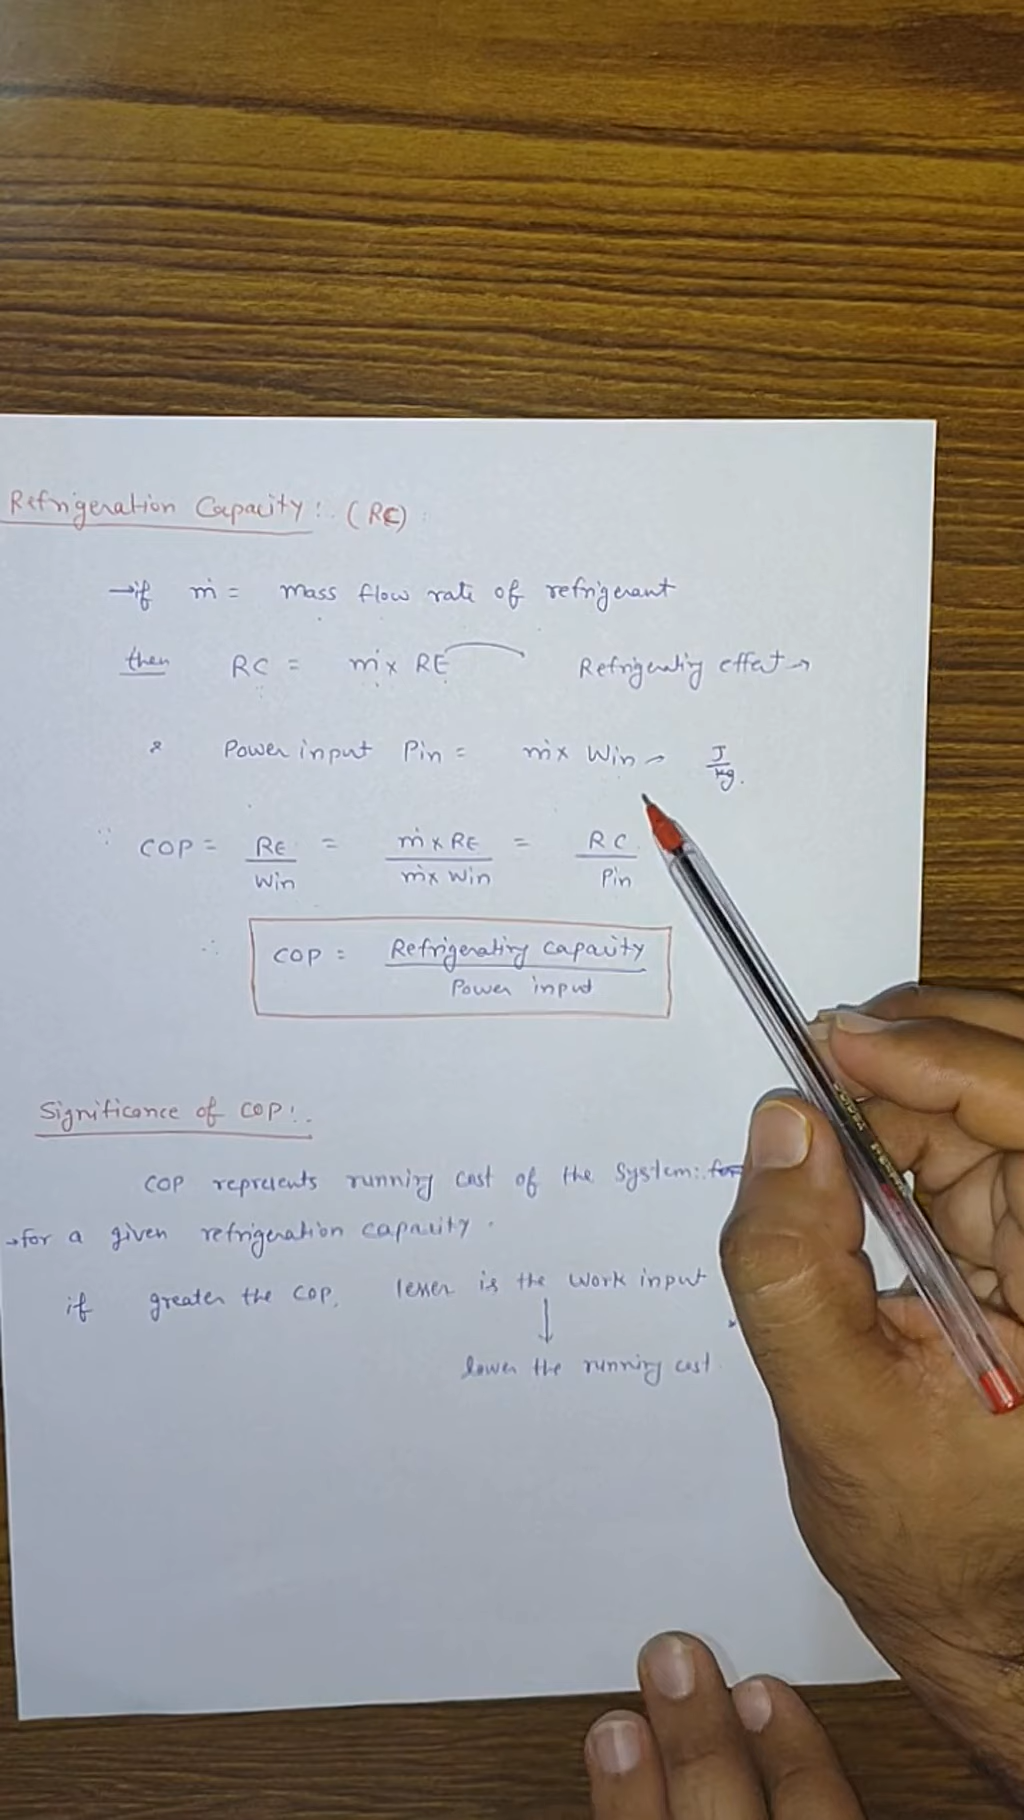 Refrigeration Capacity :. (RC) :
→ if ṁ = mass flow rate of refrigerant
then RC = ṁ x RE Refrigerating effect →
& Power input Pin = ṁ x Win → J/kg.
∵ COP = RE/Win = ṁ x RE/ṁ x Win = RC/Pin
∴ COP = Refrigerating capacity/Power input
Significance of COP :.
COP represents running cost of the system :. for
→ for a given refrigeration capacity.
if greater the COP, lesser is the work input
↓
lower the running cost.